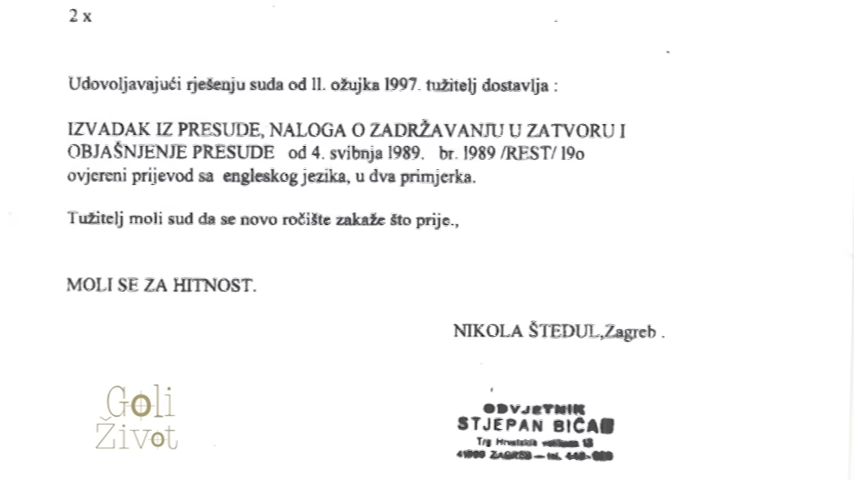 2 x
Udovoljavajući rješenju suda od 11. ožujka 1997. tužitelj dostavlja :
IZVADAK IZ PRESUDE, NALOGA O ZADRŽAVANJU U ZATVORU I
OBJAŠNJENJE PRESUDE od 4. svibnja 1989. br. 1989 /REST/ 19o
ovjereni prijevod sa engleskog jezika, u dva primjerka.
Tužitelj moli sud da se novo ročište zakaže što prije.,
MOLI SE ZA HITNOST.
NIKOLA ŠTEDUL,Zagreb .
Goli
Život
ODVJETNIK
STJEPAN
Trg
ZAGREB — tel.